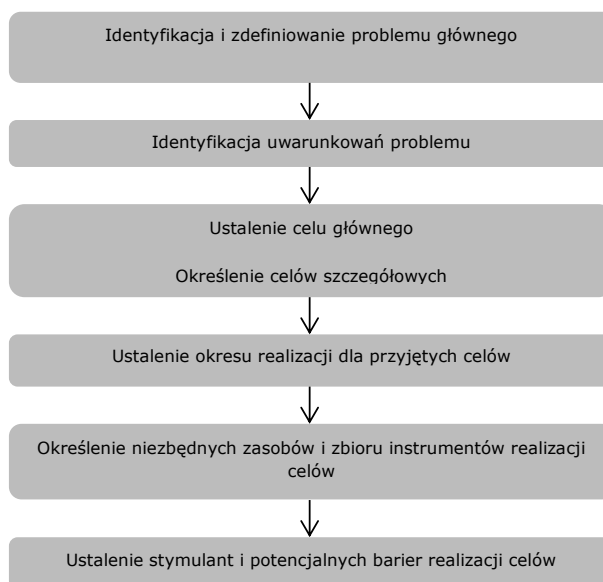 Identyfikacja i zdefiniowanie problemu głównego
Identyfikacja uwarunkowań problemu
Ustalenie celu głównego
Określenie celów szczegółowych
Ustalenie okresu realizacji dla przyjętych celów
Określenie niezbędnych zasobów i zbioru instrumentów realizacji
celów
Ustalenie stymulant i potencjalnych barier realizacji celów